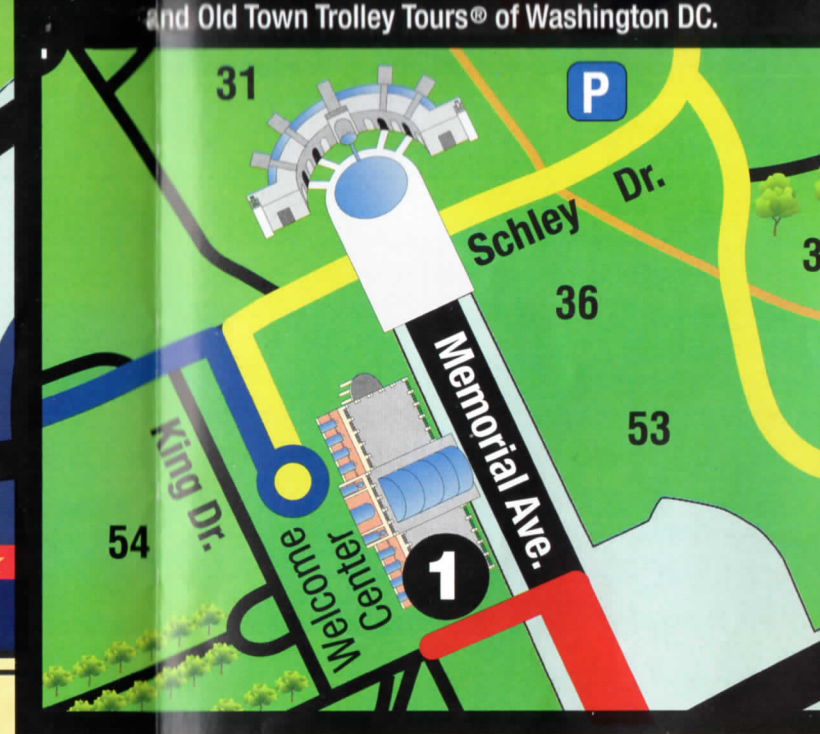 and Old Town Trolley Tours® of Washington DC.
31
P
Schley Dr.
36
Memorial Ave.
53
King Dr.
54
Welcome
Center
1